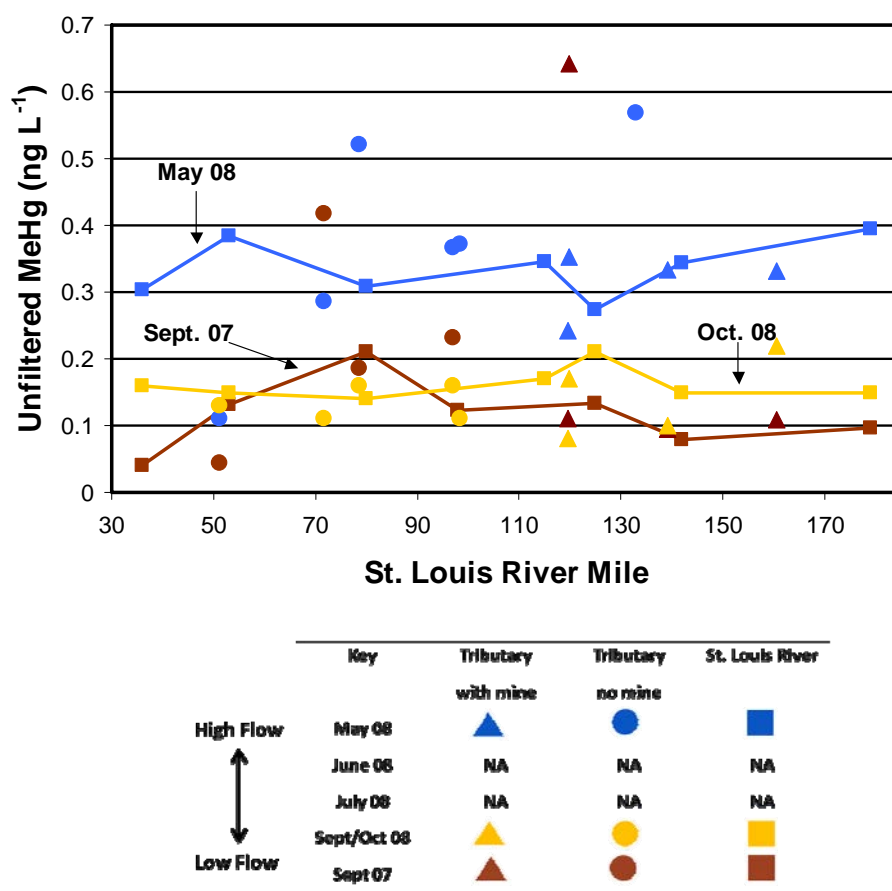 0.7
0.6
0.5
0.4
0.3
0.2
0.1
0
Unfiltered MeHg (ng L⁻¹)
May 08
Sept. 07
Oct. 08
30 50 70 90 110 130 150 170
St. Louis River Mile
Key Tributary with mine Tributary no mine St. Louis River
High Flow
May 08
June 08 NA NA NA
July 08 NA NA NA
Sept/Oct 08
Low Flow
Sept 07